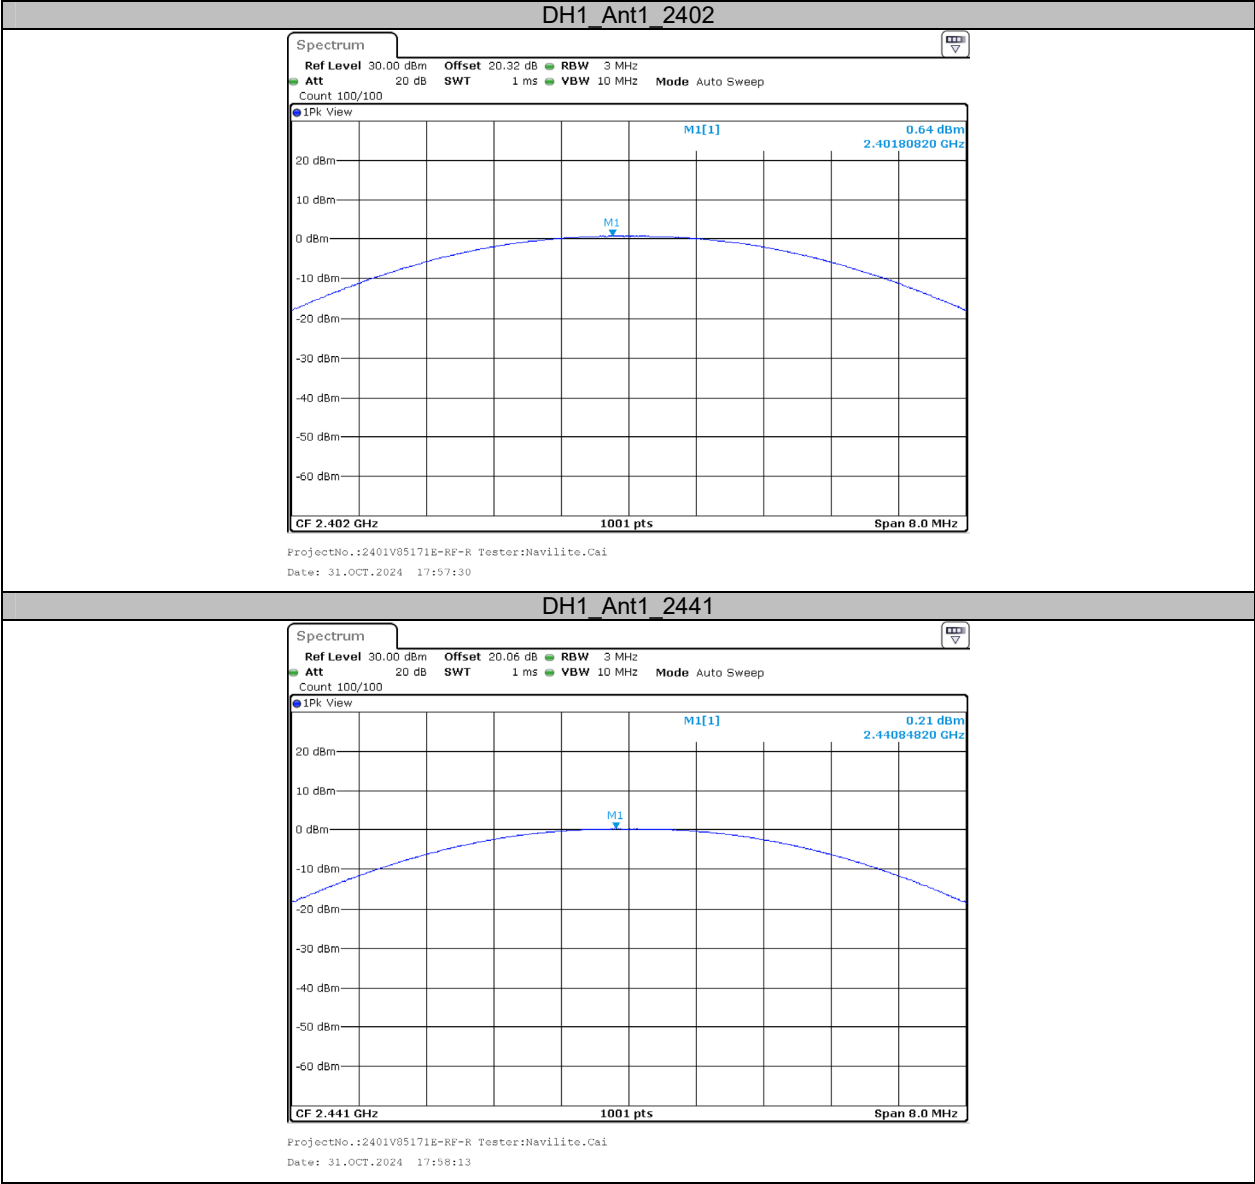 DH1_Ant1_2402
Spectrum
Ref Level 30.00 dBm Offset 20.32 dB RBW 3 MHz
Att 20 dB SWT 1 ms VBW 10 MHz Mode Auto Sweep
Count 100/100
1Pk View
M1[1] 0.64 dBm
2.40180820 GHz
20 dBm
10 dBm
M1
0 dBm
-10 dBm
-20 dBm
-30 dBm
-40 dBm
-50 dBm
-60 dBm
CF 2.402 GHz 1001 pts Span 8.0 MHz
ProjectNo.:2401V85171E-RF-R Tester:Navilite.Cai
Date: 31.OCT.2024 17:57:30
DH1_Ant1_2441
Spectrum
Ref Level 30.00 dBm Offset 20.06 dB RBW 3 MHz
Att 20 dB SWT 1 ms VBW 10 MHz Mode Auto Sweep
Count 100/100
1Pk View
M1[1] 0.21 dBm
2.44084820 GHz
20 dBm
10 dBm
M1
0 dBm
-10 dBm
-20 dBm
-30 dBm
-40 dBm
-50 dBm
-60 dBm
CF 2.441 GHz 1001 pts Span 8.0 MHz
ProjectNo.:2401V85171E-RF-R Tester:Navilite.Cai
Date: 31.OCT.2024 17:58:13